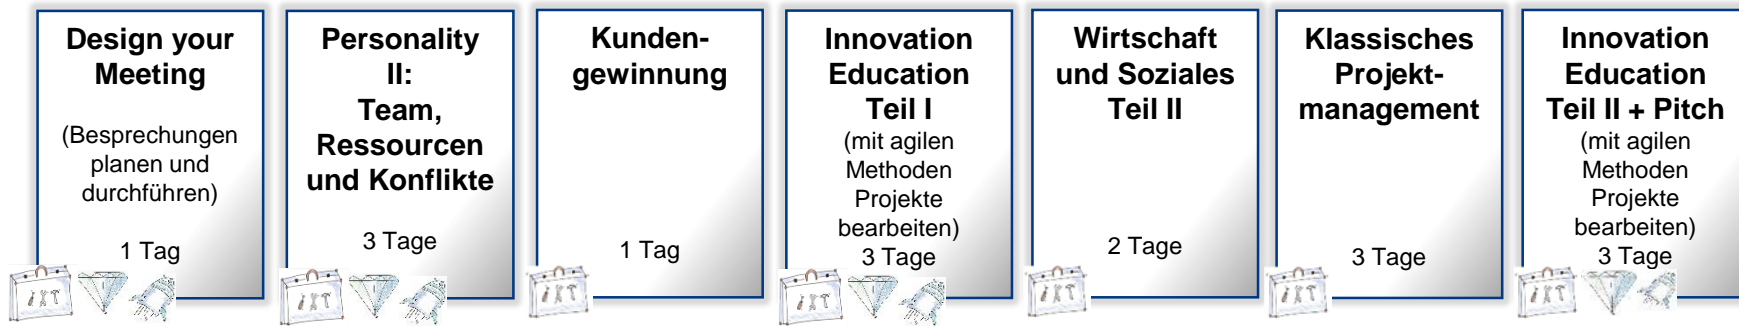 Design your
Meeting
(Besprechungen
planen und
durchführen)
1 Tag
Personality
II:
Team,
Ressourcen
und Konflikte
3 Tage
Kunden-
gewinnung
1 Tag
Innovation
Education
Teil I
(mit agilen
Methoden
Projekte
bearbeiten)
3 Tage
Wirtschaft
und Soziales
Teil II
2 Tage
Klassisches
Projekt-
management
3 Tage
Innovation
Education
Teil II + Pitch
(mit agilen
Methoden
Projekte
bearbeiten)
3 Tage